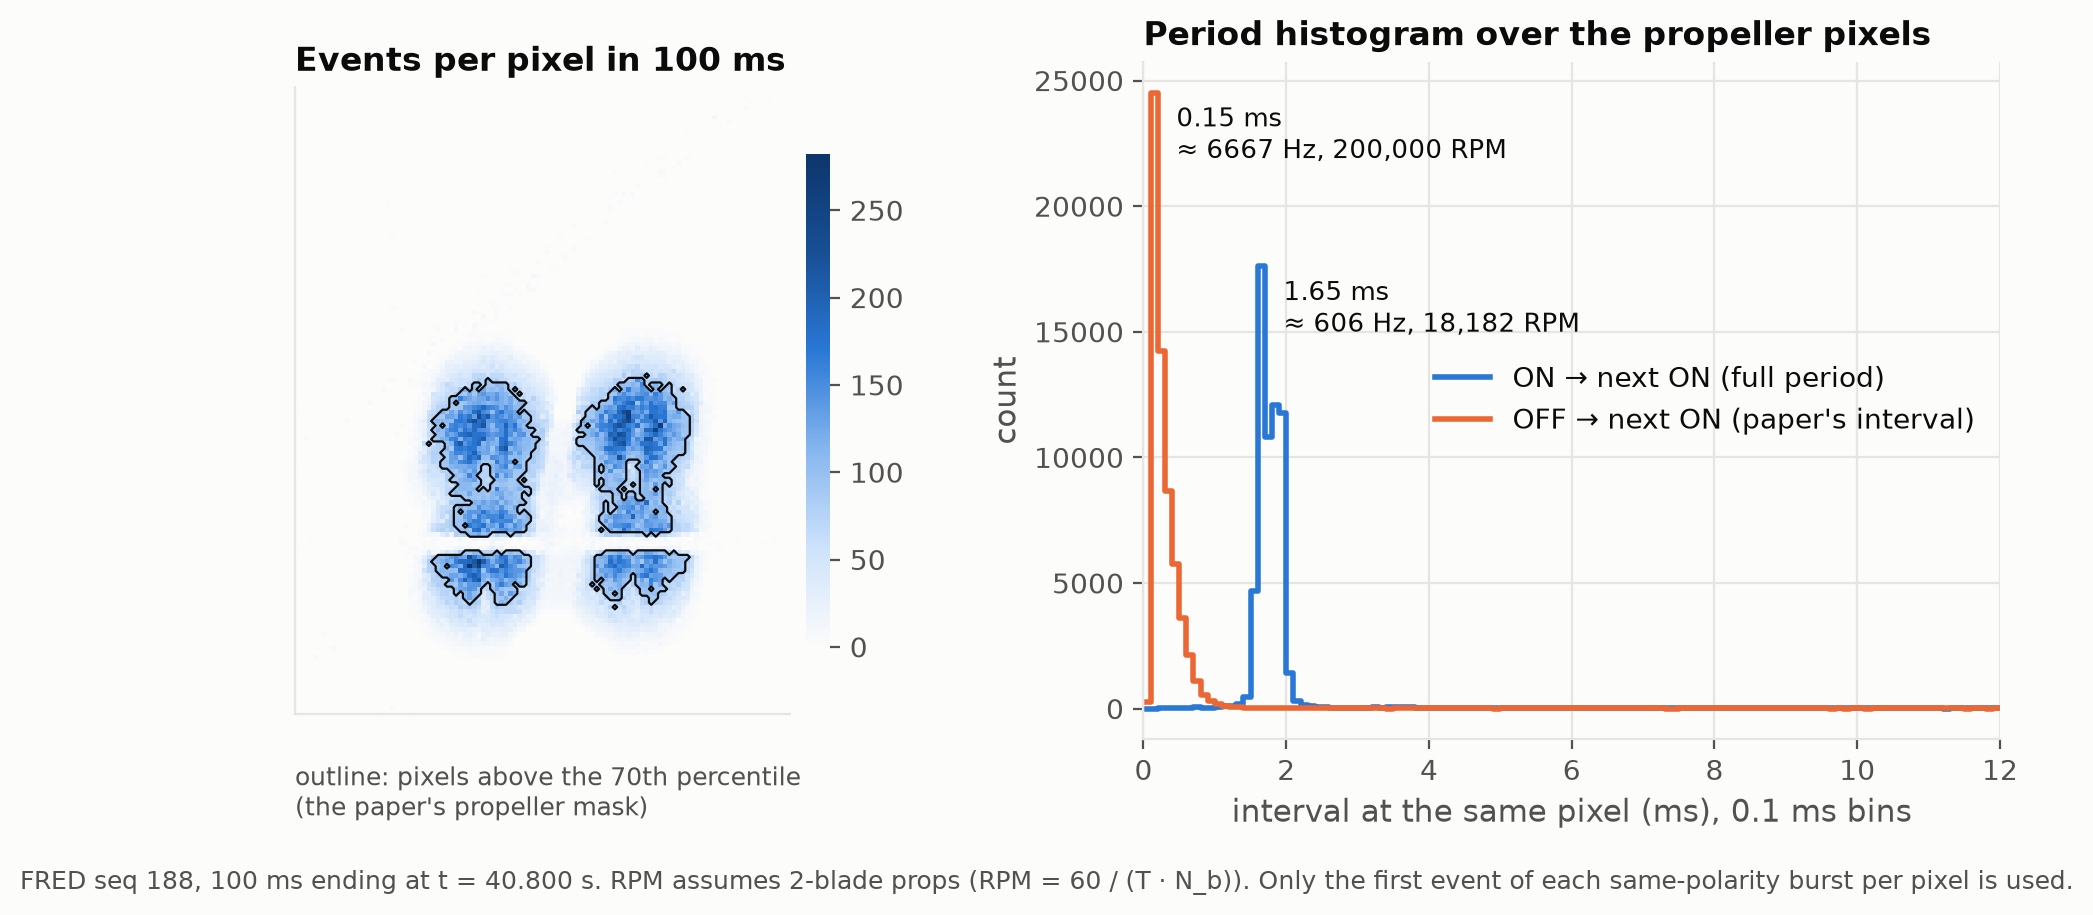 Events per pixel in 100 ms
250
200
150
100
50
0
outline: pixels above the 70th percentile
(the paper's propeller mask)
Period histogram over the propeller pixels
25000
20000
15000
10000
5000
0
count
0.15 ms
≈ 6667 Hz, 200,000 RPM
1.65 ms
≈ 606 Hz, 18,182 RPM
ON → next ON (full period)
OFF → next ON (paper's interval)
0 2 4 6 8 10 12
interval at the same pixel (ms), 0.1 ms bins
FRED seq 188, 100 ms ending at t = 40.800 s. RPM assumes 2-blade props (RPM = 60 / (T · N_b)). Only the first event of each same-polarity burst per pixel is used.